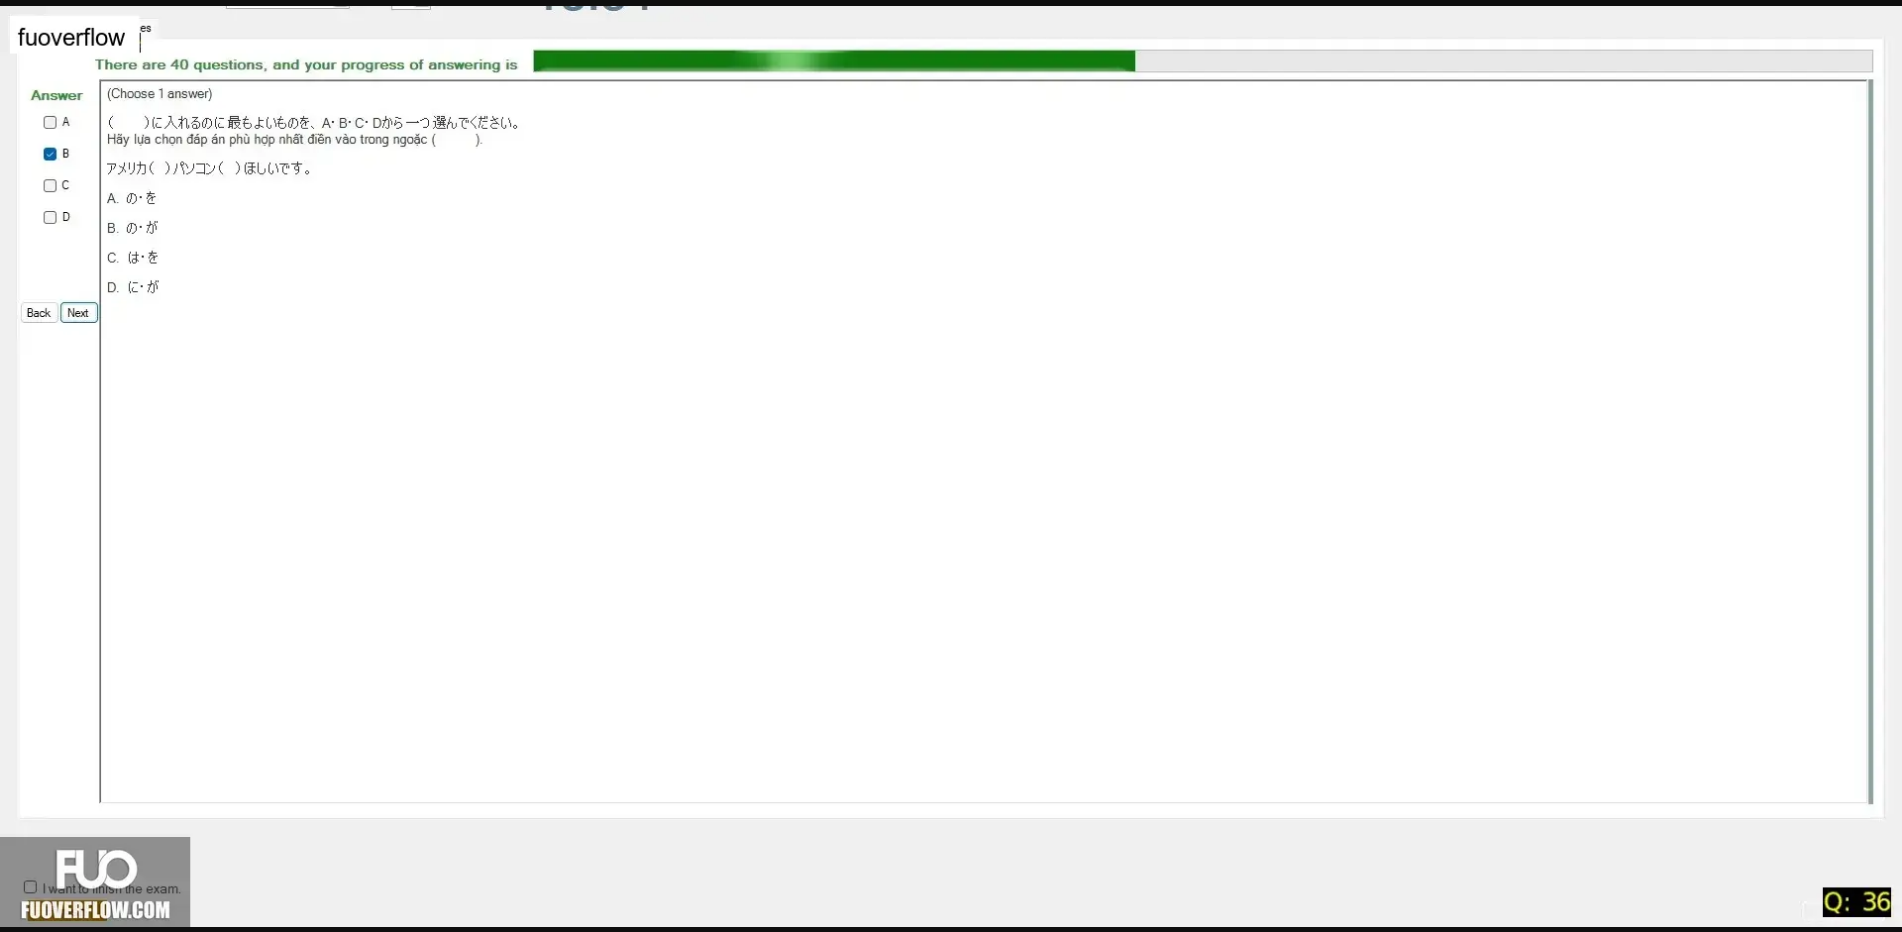 fuoverflow
es
There are 40 questions, and your progress of answering is
Answer
(Choose 1 answer)
A
(　　)に入れるのに最もよいものを、A・B・C・Dから一つ選んでください。
Hãy lựa chọn đáp án phù hợp nhất điền vào trong ngoặc (　　).
B
アメリカ(　)パソコン(　)ほしいです。
C
A. の・を
D
B. の・が
C. は・を
D. に・が
Back Next
FUO
I want to finish the exam.
FUOVERFLOW.COM
Q: 36